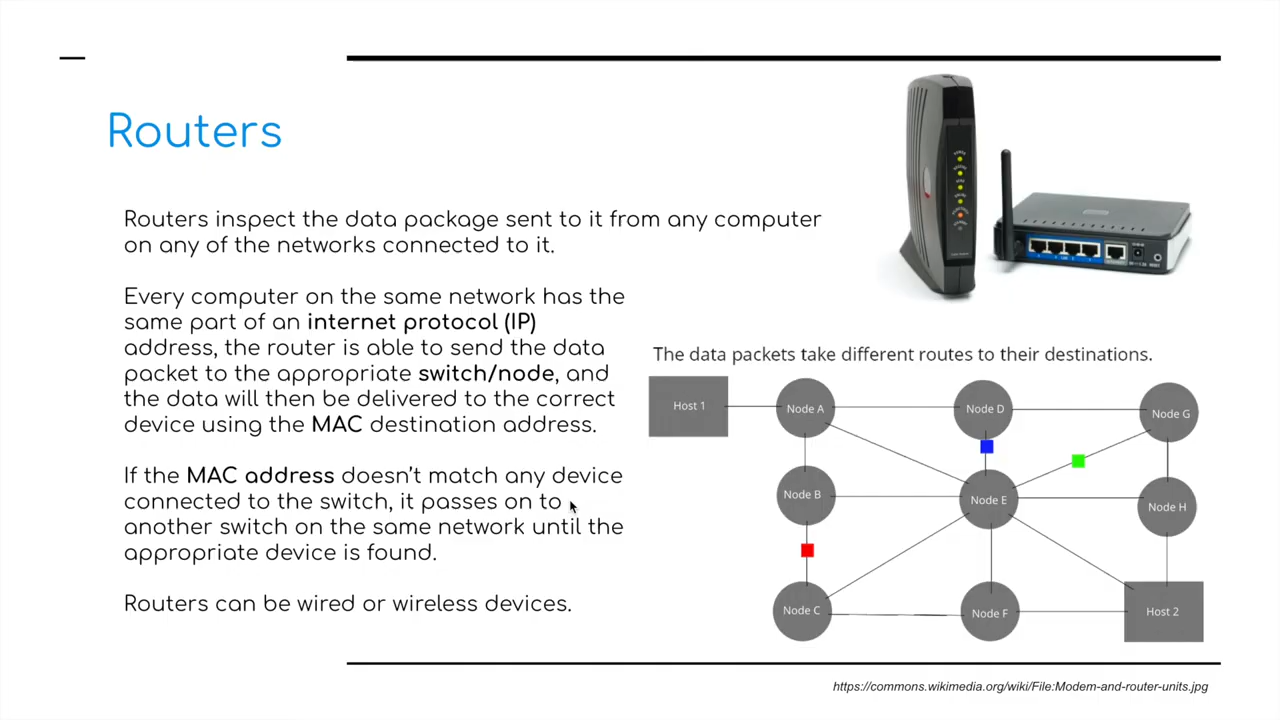 Routers
Routers inspect the data package sent to it from any computer
on any of the networks connected to it.
Every computer on the same network has the
same part of an internet protocol (IP)
address, the router is able to send the data
packet to the appropriate switch/node, and
the data will then be delivered to the correct
device using the MAC destination address.
If the MAC address doesn't match any device
connected to the switch, it passes on to
another switch on the same network until the
appropriate device is found.
Routers can be wired or wireless devices.
The data packets take different routes to their destinations.
Host 1
Node A
Node D
Node G
Node B
Node E
Node H
Node C
Node F
Host 2
https://commons.wikimedia.org/wiki/File:Modem-and-router-units.jpg